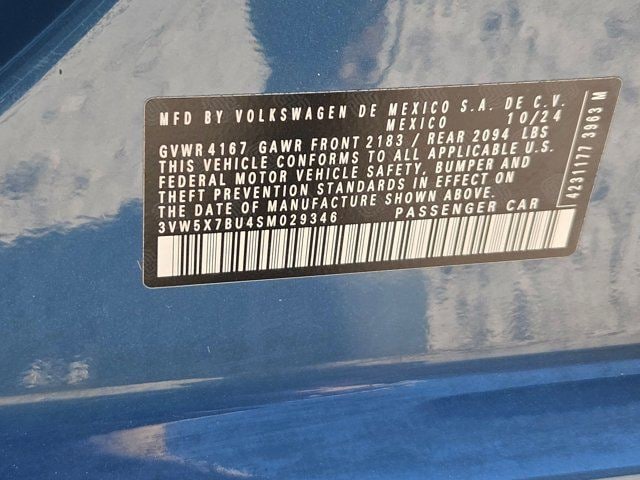 MFD BY VOLKSWAGEN DE MEXICO S.A. DE C.V.
MEXICO 10/24
GVWR 4167 GAWR FRONT 2183 / REAR 2094 LBS
THIS VEHICLE CONFORMS TO ALL APPLICABLE U.S.
FEDERAL MOTOR VEHICLE SAFETY, BUMPER AND
THEFT PREVENTION STANDARDS IN EFFECT ON
THE DATE OF MANUFACTURE SHOWN ABOVE.
3VW5X7BU4SM029346 PASSENGER CAR
4231177 3963 M